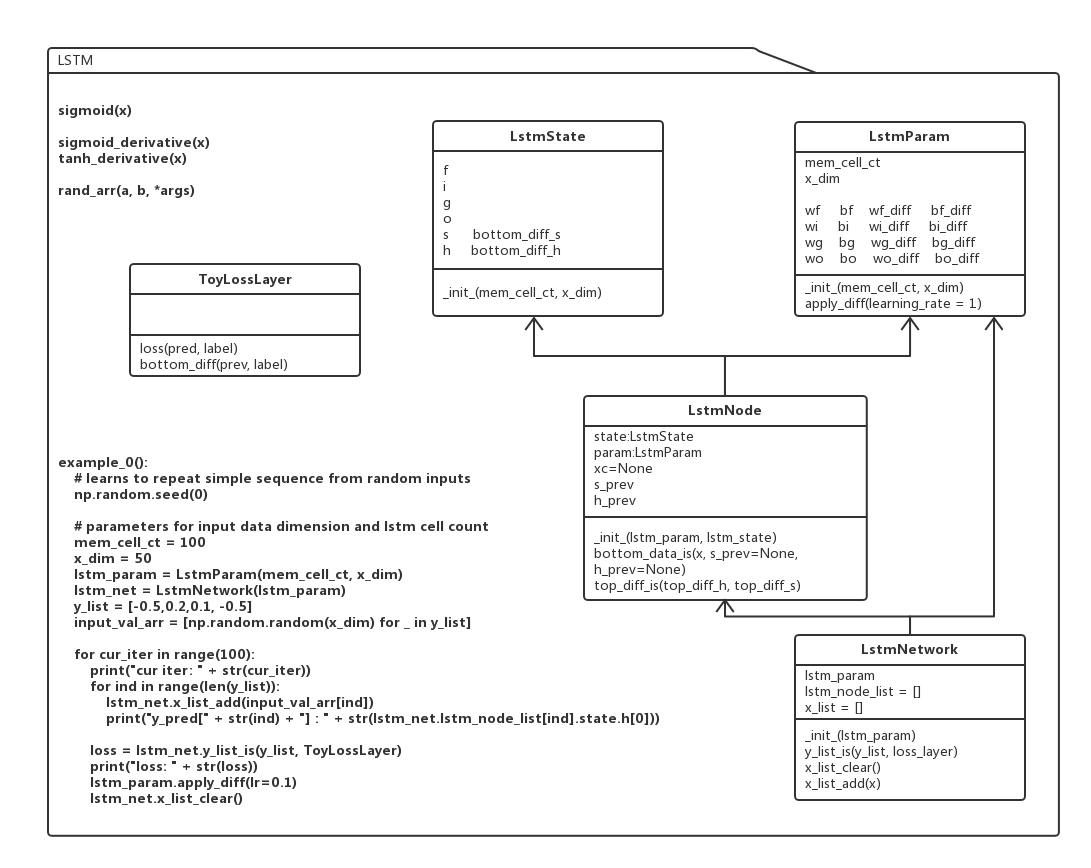 LSTM
sigmoid(x)
sigmoid_derivative(x)
tanh_derivative(x)
rand_arr(a, b, *args)
LstmState
f
i
g
o
s bottom_diff_s
h bottom_diff_h
_init_(mem_cell_ct, x_dim)
LstmParam
mem_cell_ct
x_dim
wf bf wf_diff bf_diff
wi bi wi_diff bi_diff
wg bg wg_diff bg_diff
wo bo wo_diff bo_diff
_init_(mem_cell_ct, x_dim)
apply_diff(learning_rate = 1)
ToyLossLayer
loss(pred, label)
bottom_diff(prev, label)
LstmNode
state:LstmState
param:LstmParam
xc=None
s_prev
h_prev
_init_(lstm_param, lstm_state)
bottom_data_is(x, s_prev=None,
h_prev=None)
top_diff_is(top_diff_h, top_diff_s)
example_0():
# learns to repeat simple sequence from random inputs
np.random.seed(0)
# parameters for input data dimension and lstm cell count
mem_cell_ct = 100
x_dim = 50
lstm_param = LstmParam(mem_cell_ct, x_dim)
lstm_net = LstmNetwork(lstm_param)
y_list = [-0.5,0.2,0.1, -0.5]
input_val_arr = [np.random.random(x_dim) for _ in y_list]
for cur_iter in range(100):
print("cur iter: " + str(cur_iter))
for ind in range(len(y_list)):
lstm_net.x_list_add(input_val_arr[ind])
print("y_pred[" + str(ind) + "] : " + str(lstm_net.lstm_node_list[ind].state.h[0]))
loss = lstm_net.y_list_is(y_list, ToyLossLayer)
print("loss: " + str(loss))
lstm_param.apply_diff(lr=0.1)
lstm_net.x_list_clear()
LstmNetwork
lstm_param
lstm_node_list = []
x_list = []
_init_(lstm_param)
y_list_is(y_list, loss_layer)
x_list_clear()
x_list_add(x)